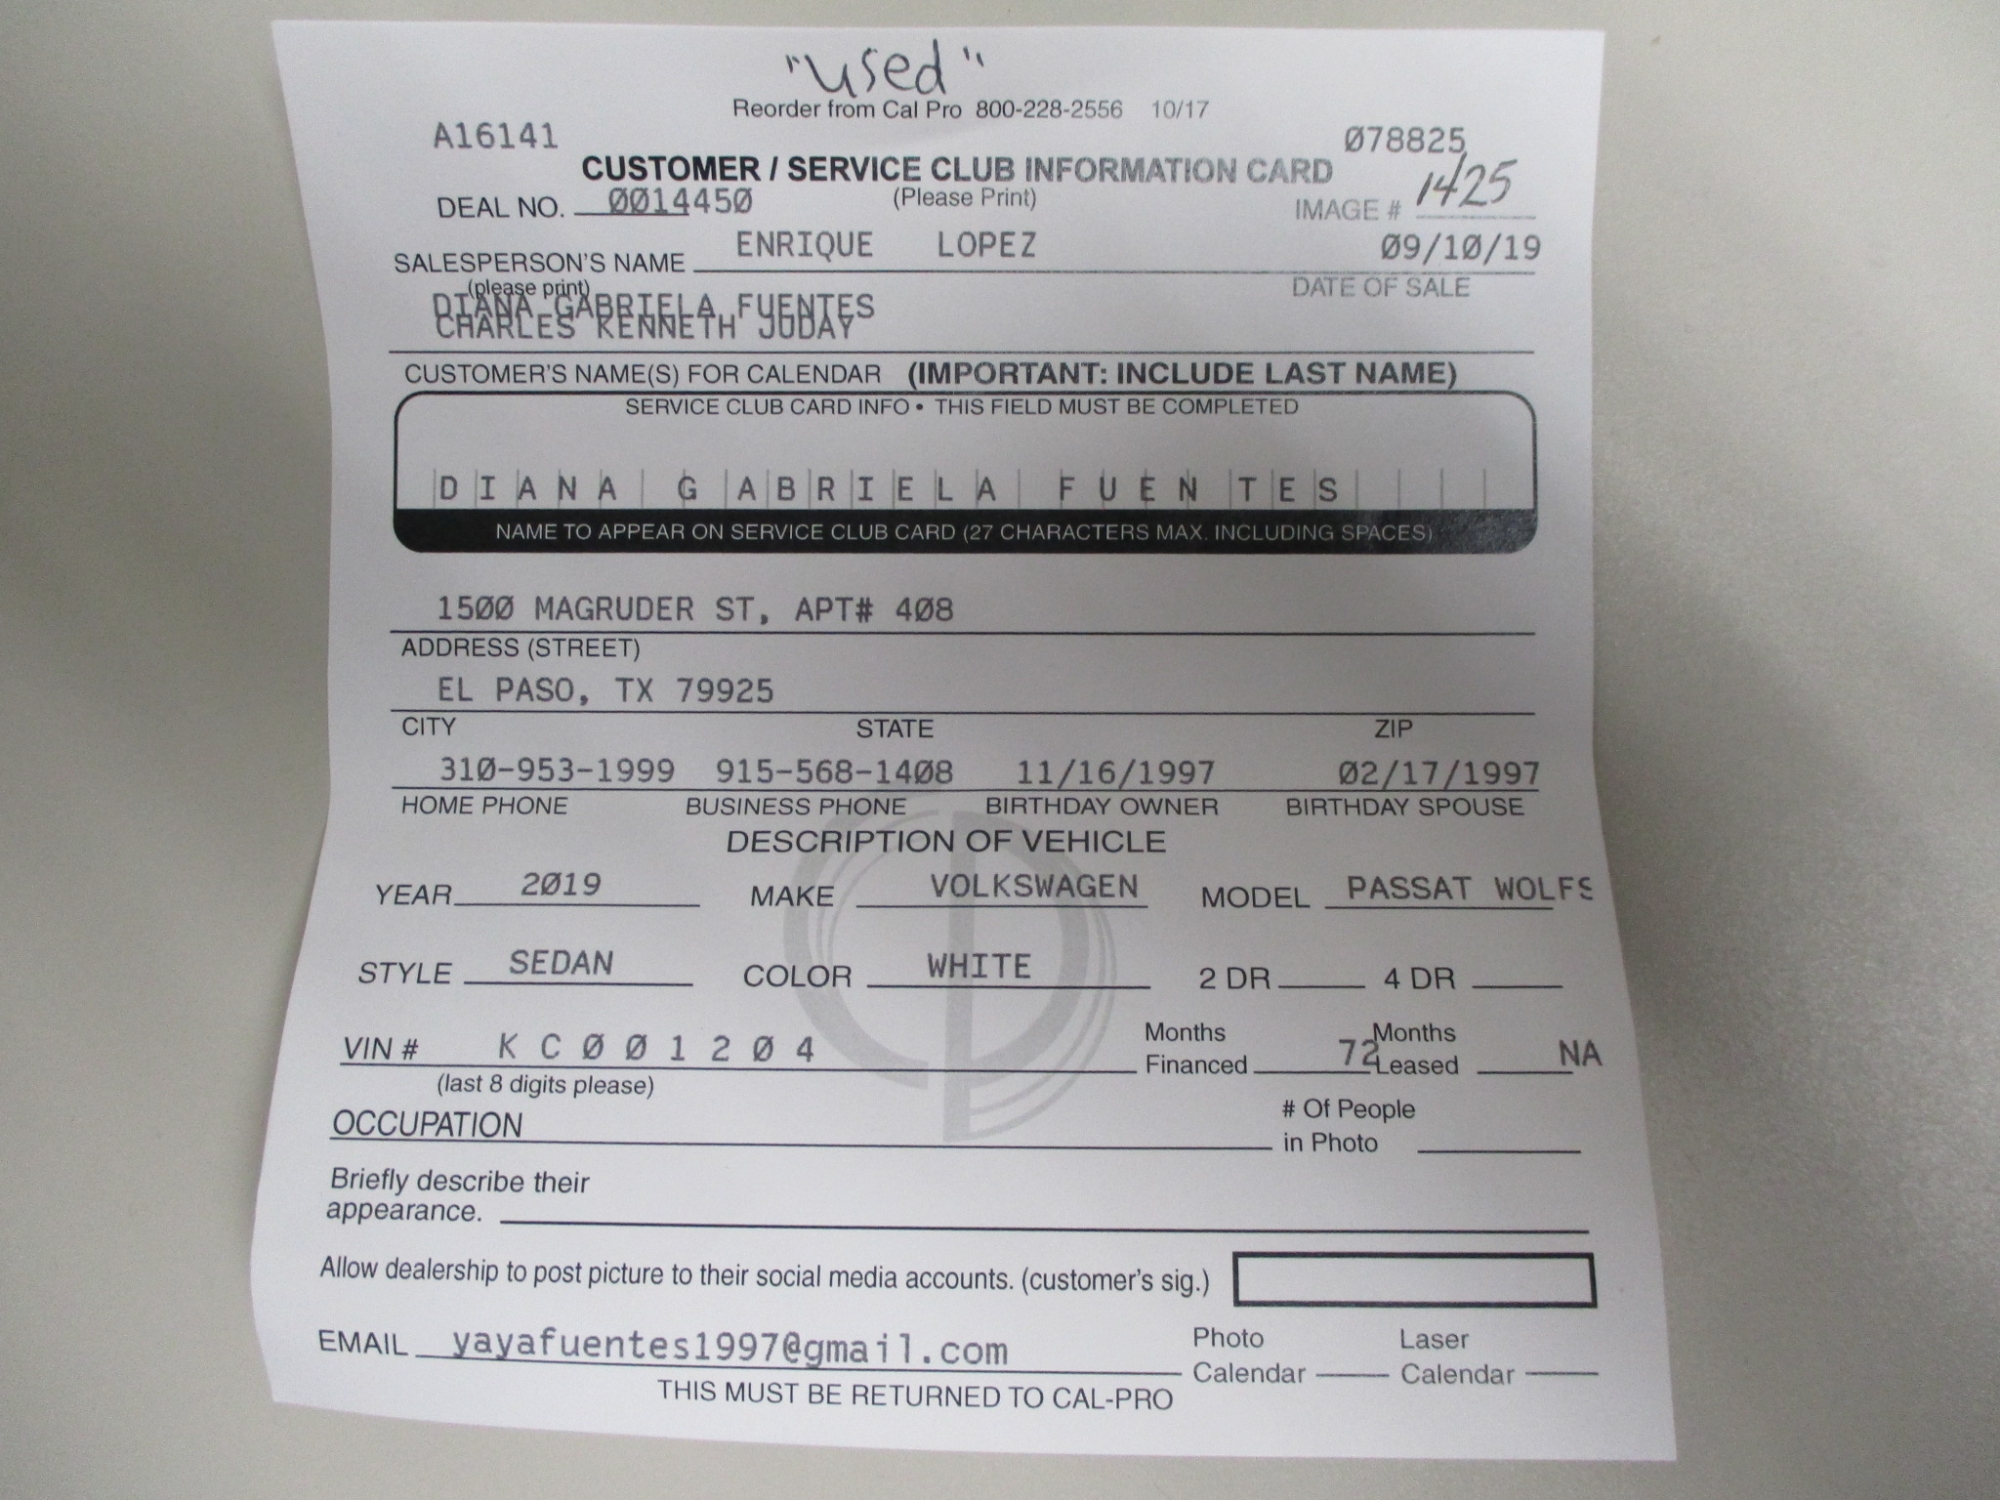 "used"
Reorder from Cal Pro 800-228-2556 10/17
A16141 Ø78825
CUSTOMER / SERVICE CLUB INFORMATION CARD
DEAL NO. ØØ1445Ø (Please Print) IMAGE # 1425
SALESPERSON'S NAME ENRIQUE LOPEZ Ø9/1Ø/19
(please print) DATE OF SALE
DIANA GABRIELA FUENTES
CHARLES KENNETH JUDAY
CUSTOMER'S NAME(S) FOR CALENDAR (IMPORTANT: INCLUDE LAST NAME)
SERVICE CLUB CARD INFO • THIS FIELD MUST BE COMPLETED
DIANA GABRIELA FUENTES
NAME TO APPEAR ON SERVICE CLUB CARD (27 CHARACTERS MAX. INCLUDING SPACES)
15ØØ MAGRUDER ST, APT# 4Ø8
ADDRESS (STREET)
EL PASO, TX 79925
CITY STATE ZIP
31Ø-953-1999 915-568-14Ø8 11/16/1997 Ø2/17/1997
HOME PHONE BUSINESS PHONE BIRTHDAY OWNER BIRTHDAY SPOUSE
DESCRIPTION OF VEHICLE
YEAR 2Ø19 MAKE VOLKSWAGEN MODEL PASSAT WOLFS
STYLE SEDAN COLOR WHITE 2 DR 4 DR
VIN # K C Ø Ø 1 2 Ø 4 Months Financed 72 Months Leased NA
(last 8 digits please)
OCCUPATION # Of People in Photo
Briefly describe their
appearance.
Allow dealership to post picture to their social media accounts. (customer's sig.)
EMAIL yayafuentes1997@gmail.com Photo Calendar Laser Calendar
THIS MUST BE RETURNED TO CAL-PRO